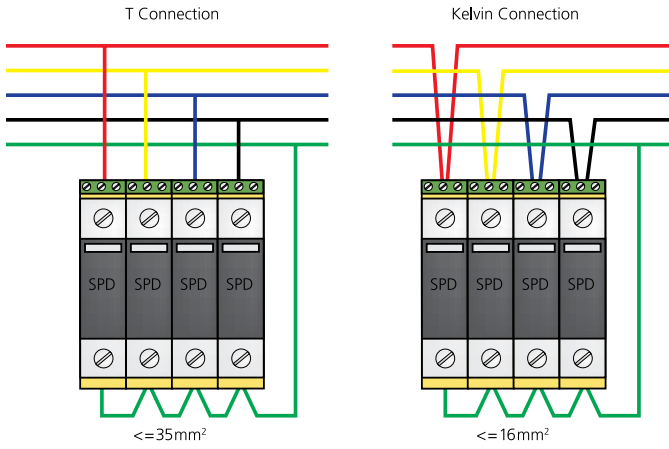 T Connection
Kelvin Connection
SPD SPD SPD SPD
SPD SPD SPD SPD
<=35mm²
<=16mm²